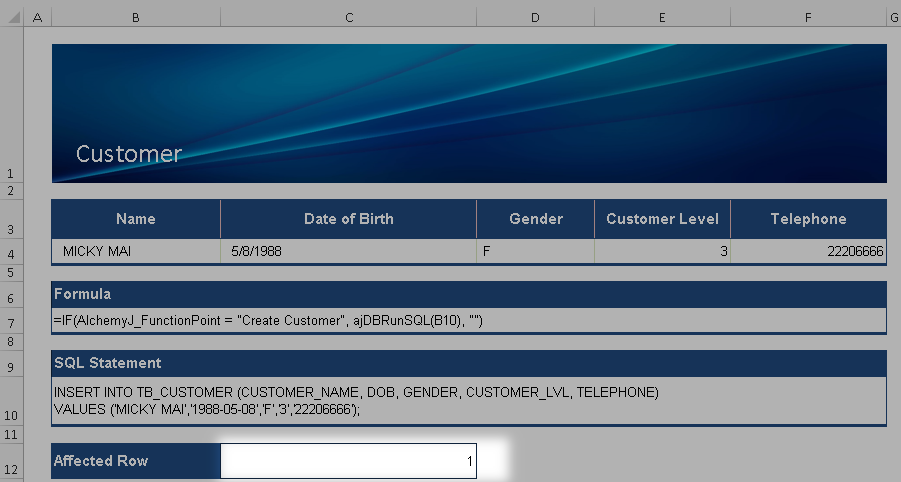 A B C D E F G
Customer
1
2
3 Name Date of Birth Gender Customer Level Telephone
4 MICKY MAI 5/8/1988 F 3 22206666
5
6 Formula
7 =IF(AlchemyJ_FunctionPoint = "Create Customer", ajDBRunSQL(B10), "")
8
9 SQL Statement
INSERT INTO TB_CUSTOMER (CUSTOMER_NAME, DOB, GENDER, CUSTOMER_LVL, TELEPHONE)
10 VALUES ('MICKY MAI','1988-05-08','F','3','22206666');
11
12 Affected Row 1